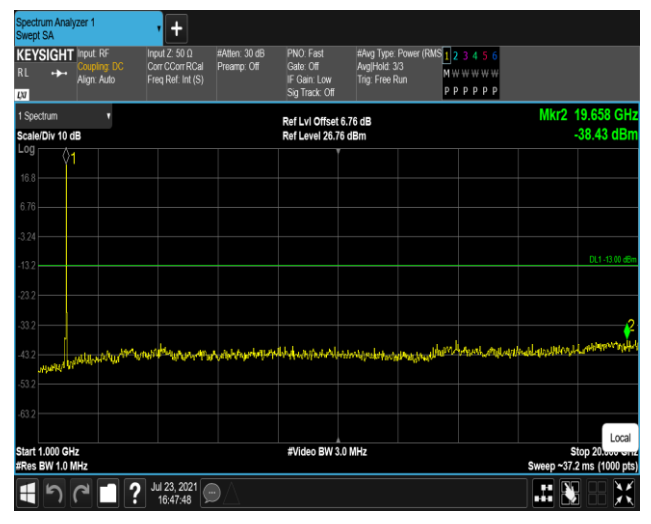 Spectrum Analyzer 1
Swept SA
+
KEYSIGHT
RL
LXI
Input: RF
Coupling: DC
Align: Auto
Input Z: 50 Ω
Corr CCorr RCal
Freq Ref: Int (S)
#Atten: 30 dB
Preamp: Off
PNO: Fast
Gate: Off
IF Gain: Low
Sig Track: Off
#Avg Type: Power (RMS
Avg|Hold: 3/3
Trig: Free Run
1 2 3 4 5 6
M W W W W W
P P P P P P
1 Spectrum
Scale/Div 10 dB
Log
Ref Lvl Offset 6.76 dB
Ref Level 26.76 dBm
Mkr2 19.658 GHz
-38.43 dBm
1
16.8
6.76
-3.24
-13.2
DL1 -13.00 dBm
-23.2
-33.2
2
-43.2
-53.2
-63.2
Local
Start 1.000 GHz
#Res BW 1.0 MHz
#Video BW 3.0 MHz
Stop 20.000 GHz
Sweep ~37.2 ms (1000 pts)
?
Jul 23, 2021
16:47:48